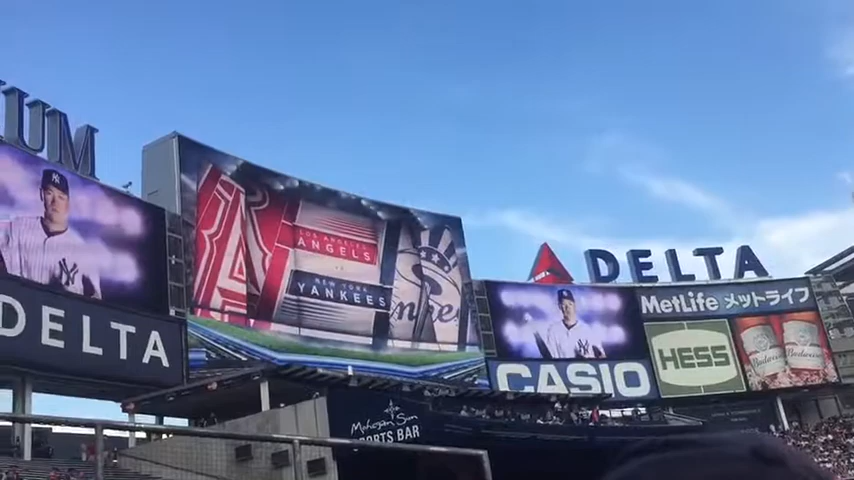 UM
DELTA
LOS ANGELES
ANGELS
VS
NEW YORK
YANKEES
DELTA
MetLife メットライフ
HESS
Budweiser
Budweiser
CASIO
Mohegan Sun
SPORTS BAR